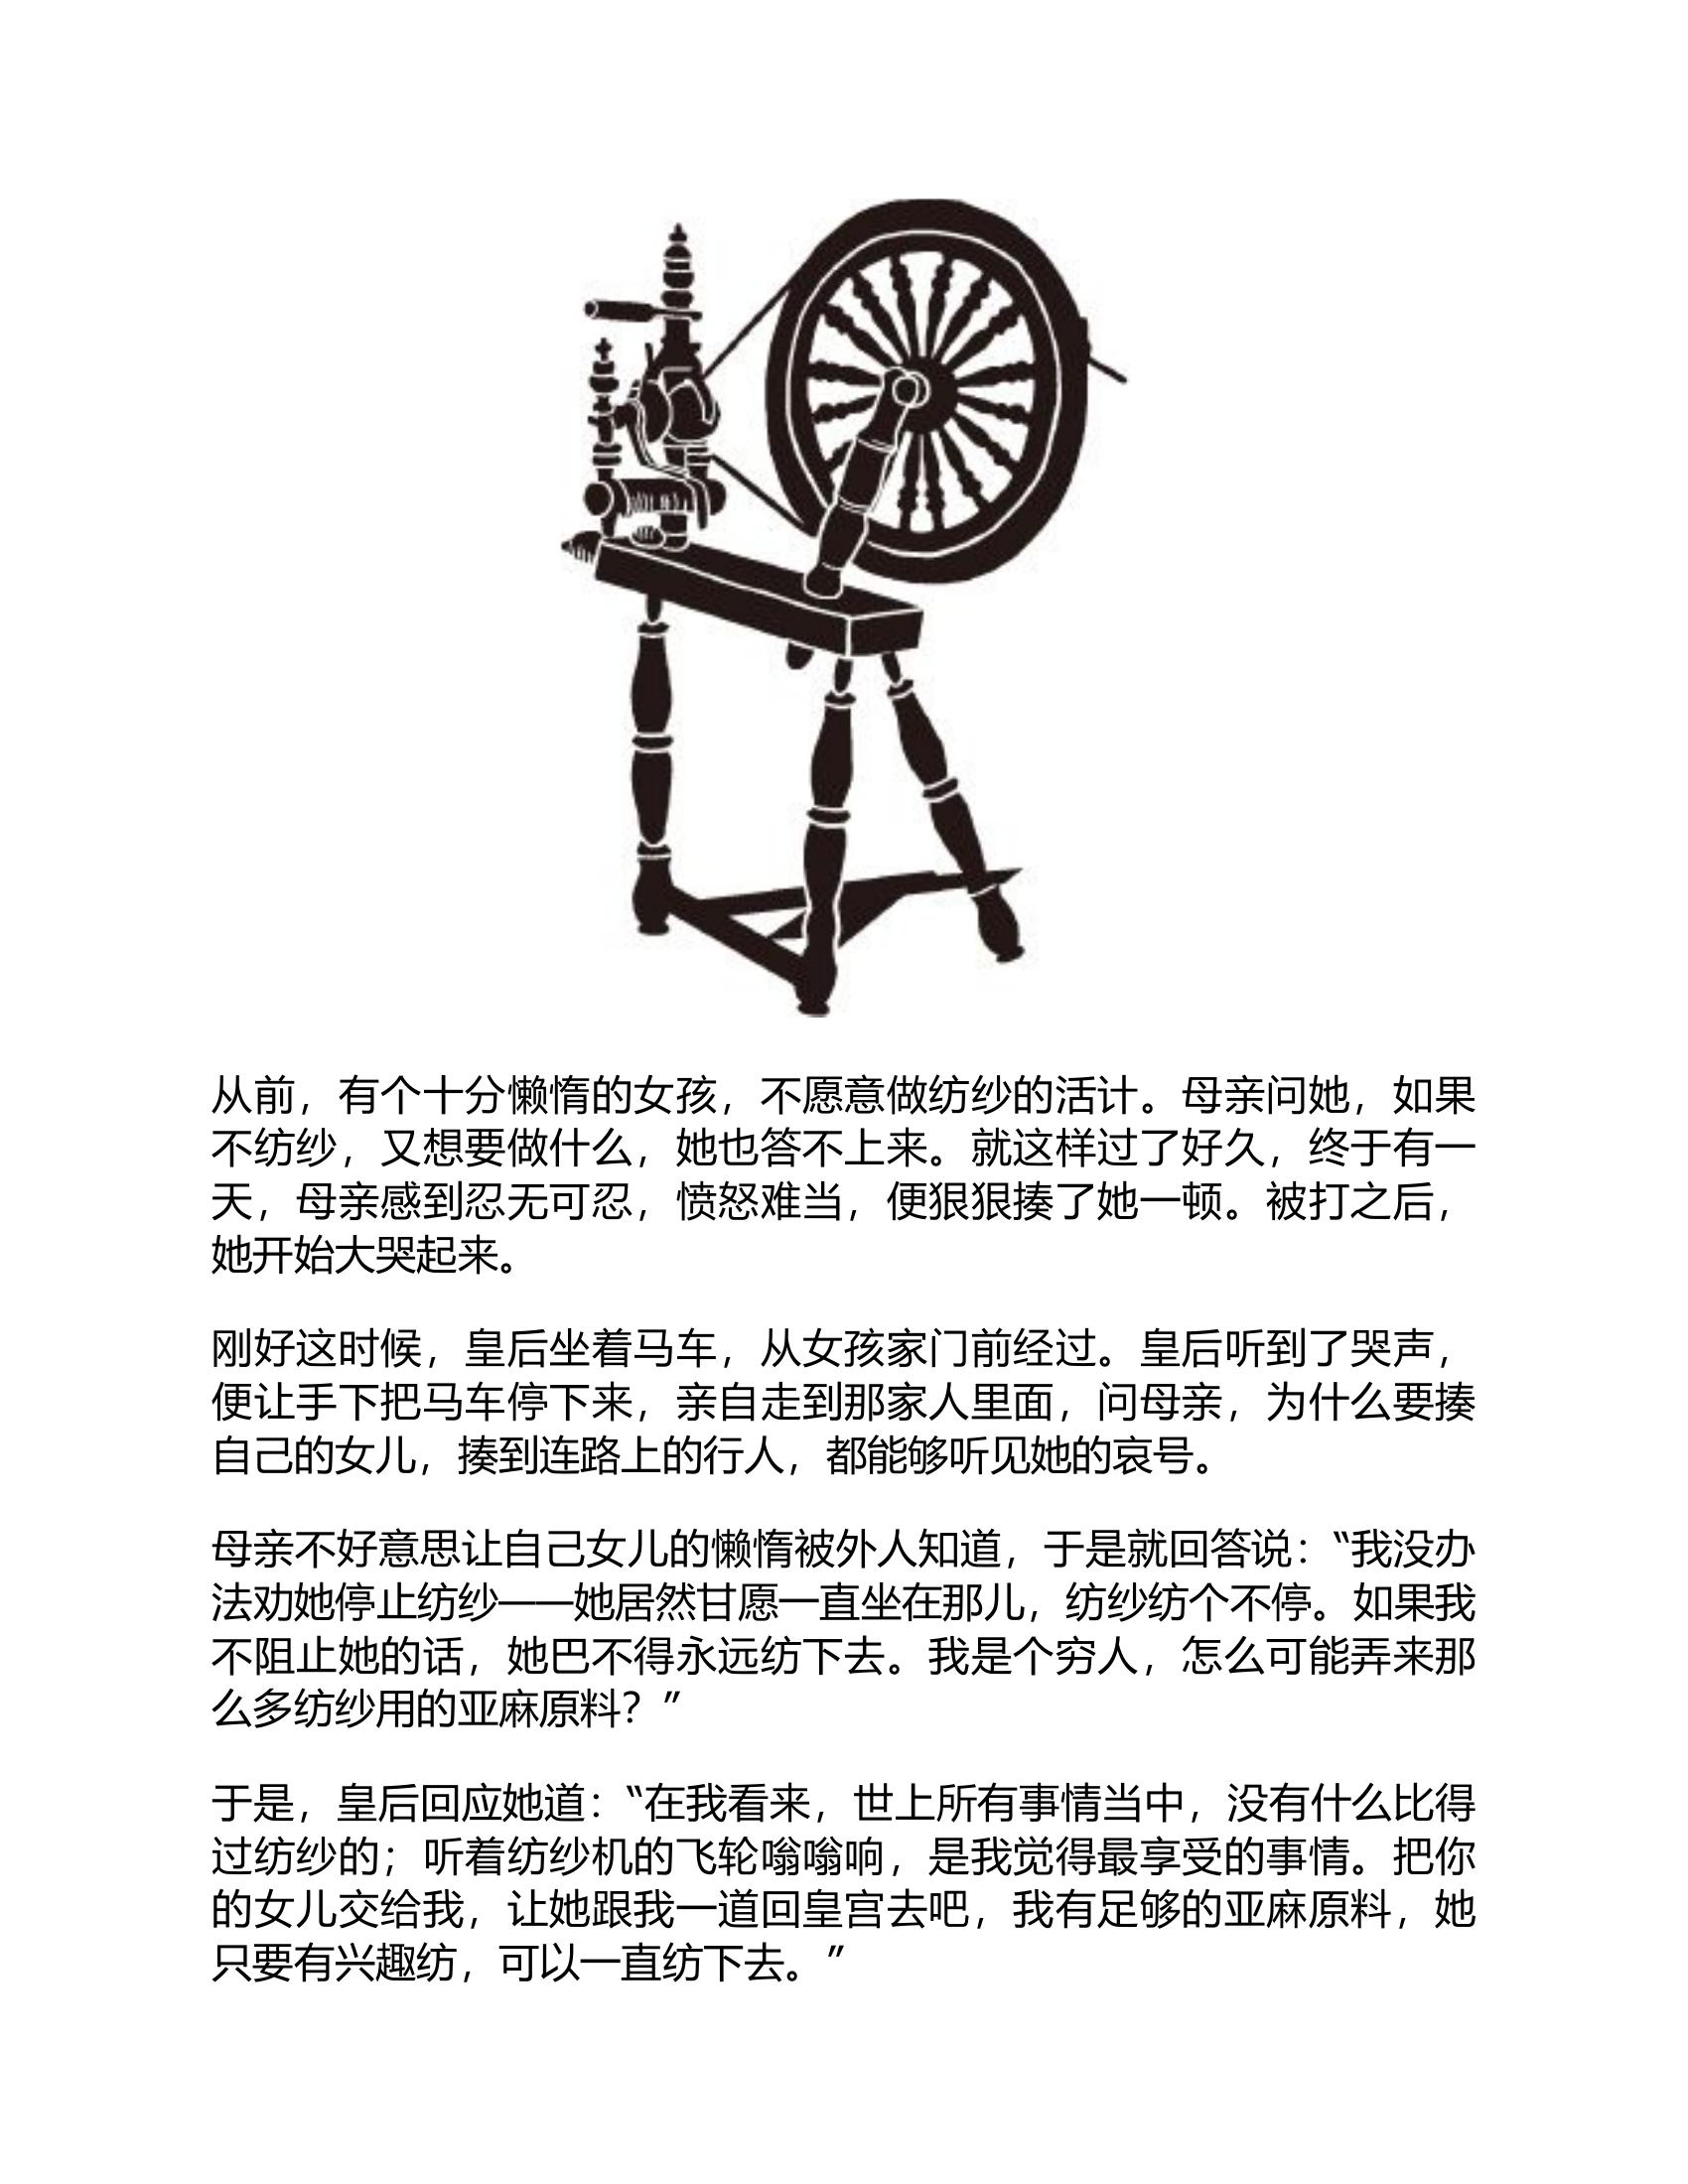 从前，有个十分懒惰的女孩，不愿意做纺纱的活计。母亲问她，如果
不纺纱，又想要做什么，她也答不上来。就这样过了好久，终于有一
天，母亲感到忍无可忍，愤怒难当，便狠狠揍了她一顿。被打之后，
她开始大哭起来。
刚好这时候，皇后坐着马车，从女孩家门前经过。皇后听到了哭声，
便让手下把马车停下来，亲自走到那家人里面，问母亲，为什么要揍
自己的女儿，揍到连路上的行人，都能够听见她的哀号。
母亲不好意思让自己女儿的懒惰被外人知道，于是就回答说：“我没办
法劝她停止纺纱——她居然甘愿一直坐在那儿，纺纱纺个不停。如果我
不阻止她的话，她巴不得永远纺下去。我是个穷人，怎么可能弄来那
么多纺纱用的亚麻原料？”
于是，皇后回应她道：“在我看来，世上所有事情当中，没有什么比得
过纺纱的；听着纺纱机的飞轮嗡嗡响，是我觉得最享受的事情。把你
的女儿交给我，让她跟我一道回皇宫去吧，我有足够的亚麻原料，她
只要有兴趣纺，可以一直纺下去。”